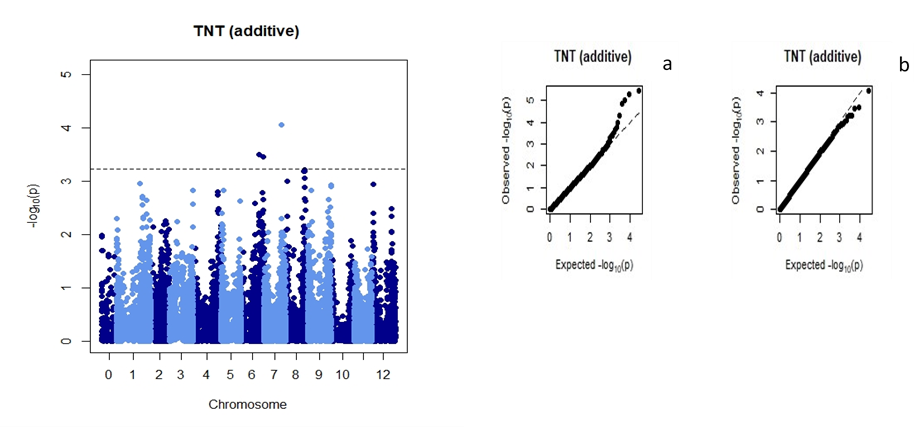 TNT (additive)
5
4
3
2
1
0
-log10(p)
0 1 2 3 4 5 6 7 8 9 10 12
Chromosome
TNT (additive)
a
5
4
3
2
1
0
Observed -log10(p)
0 1 2 3 4
Expected -log10(p)
TNT (additive)
b
4
3
2
1
0
Observed -log10(p)
0 1 2 3 4
Expected -log10(p)